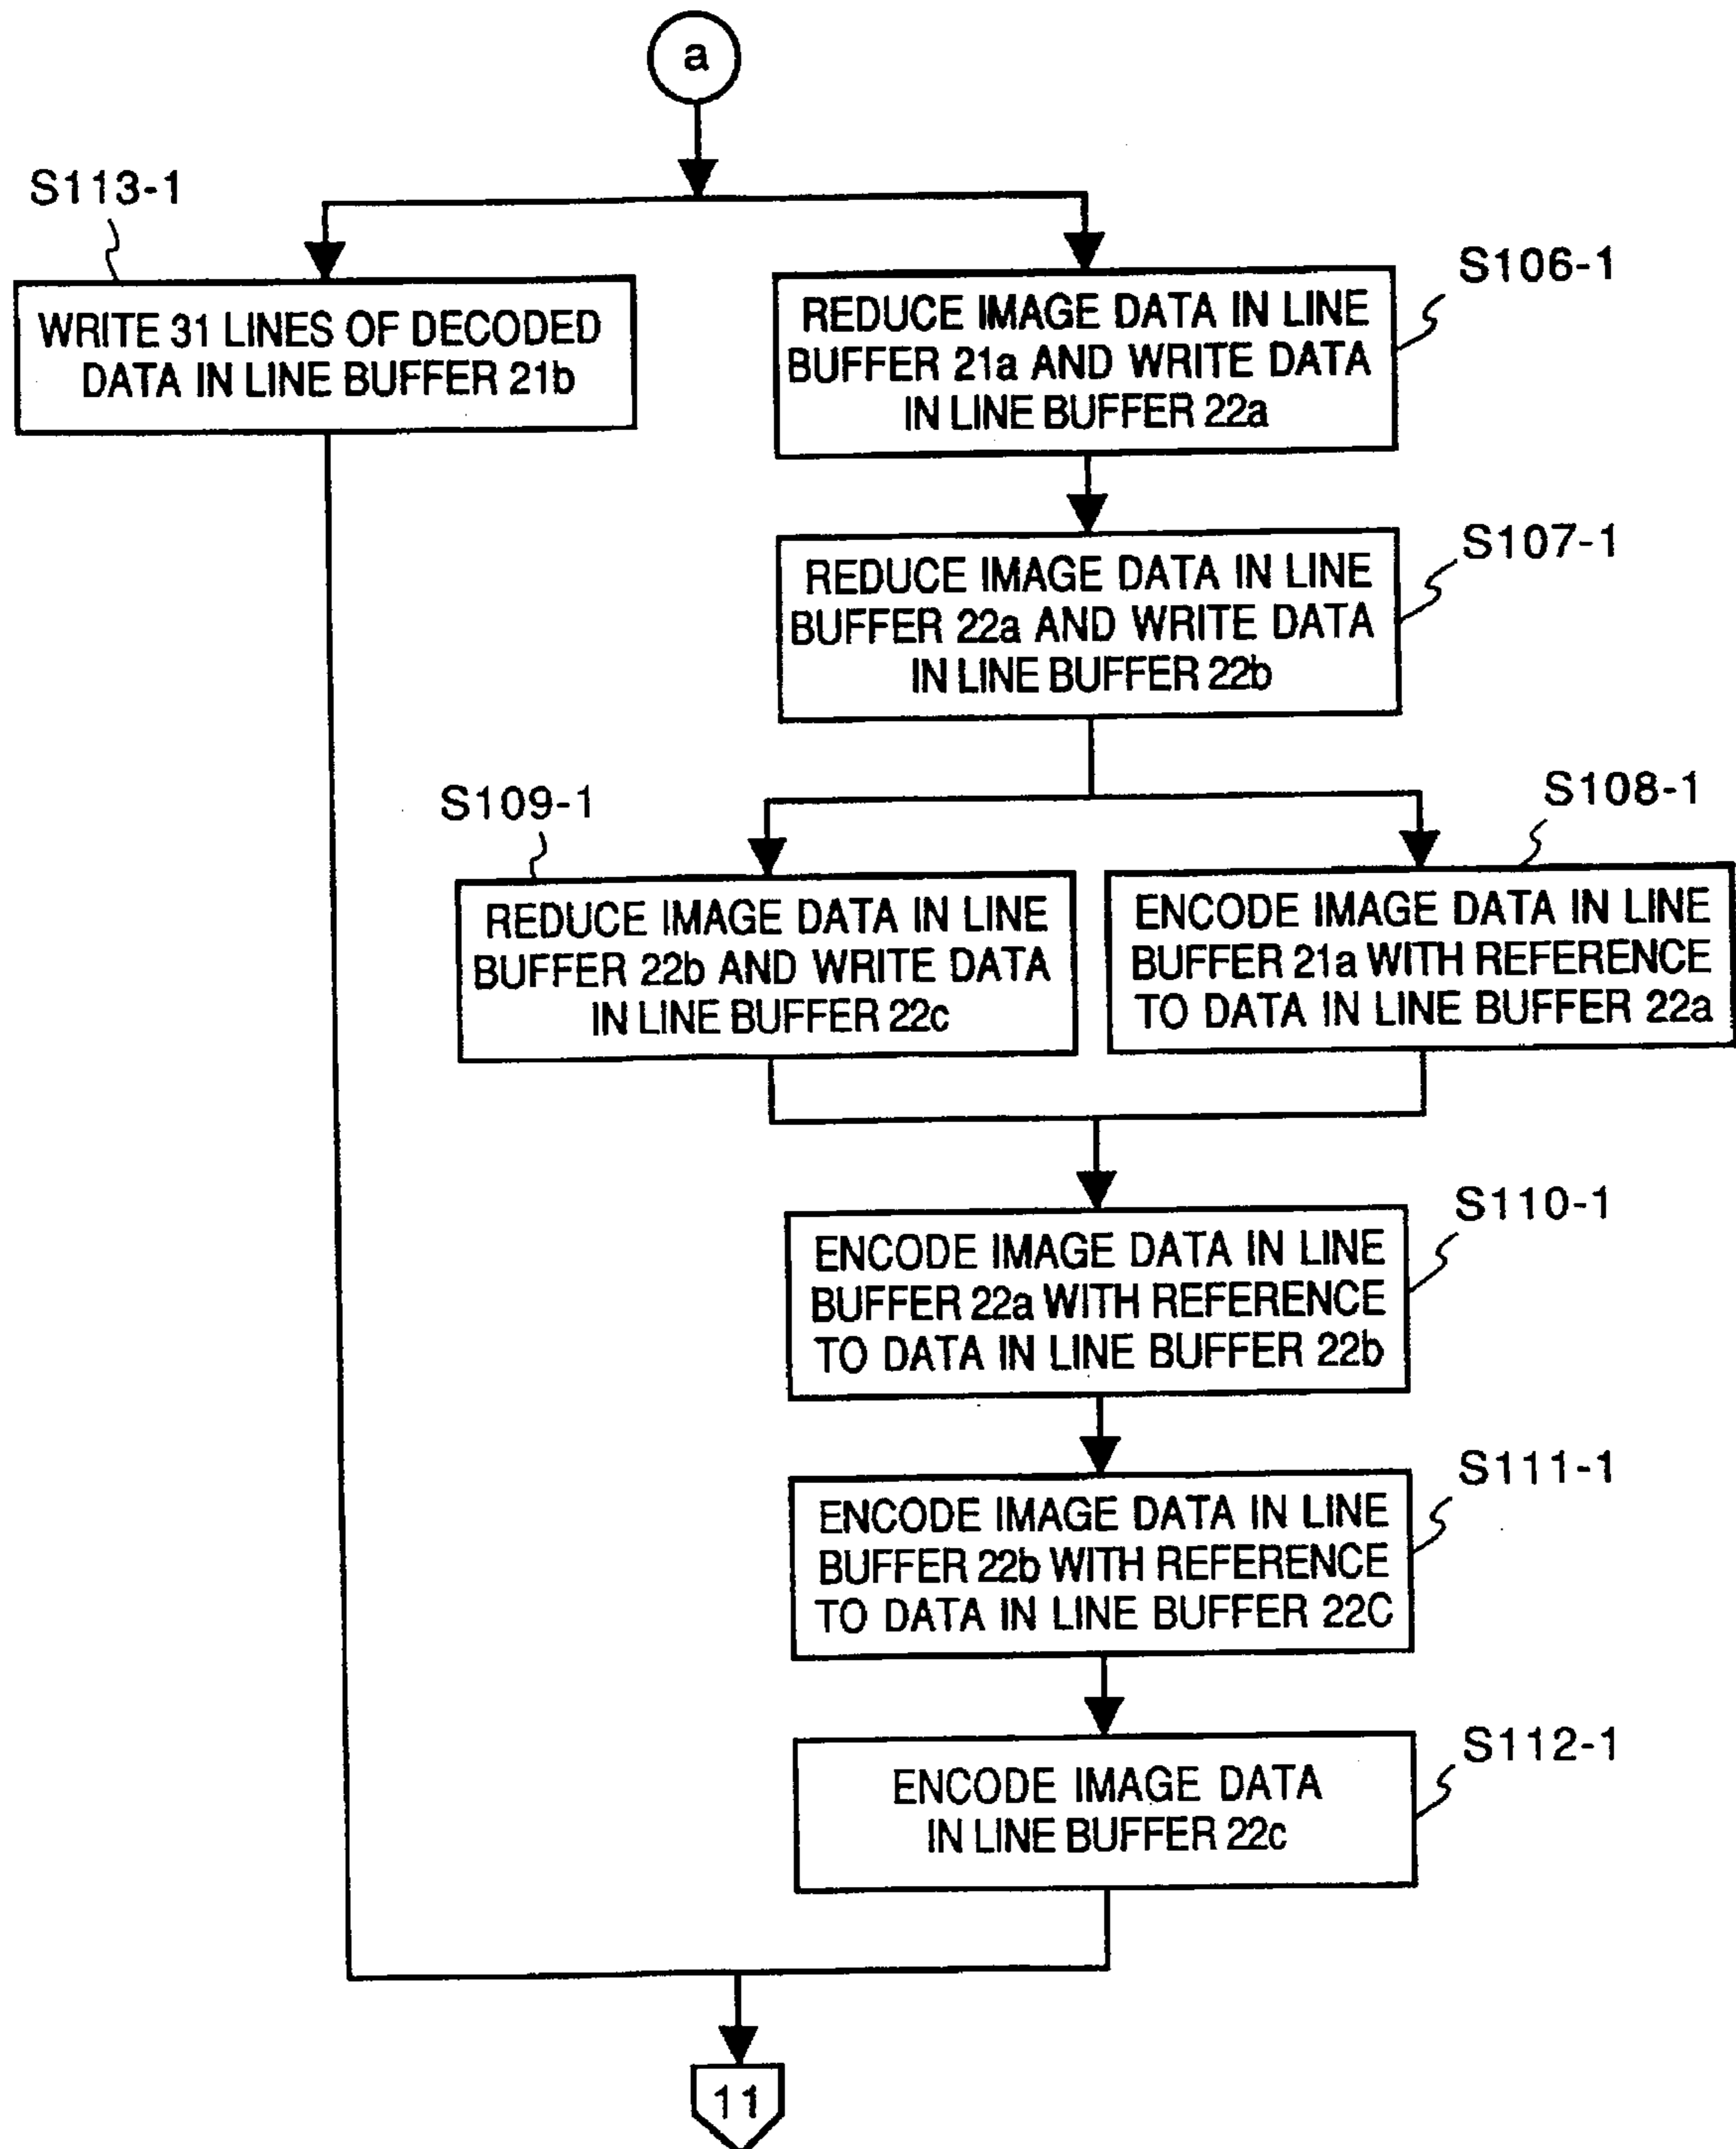 a
S113-1
WRITE 31 LINES OF DECODED
DATA IN LINE BUFFER 21b
S106-1
REDUCE IMAGE DATA IN LINE
BUFFER 21a AND WRITE DATA
IN LINE BUFFER 22a
S107-1
REDUCE IMAGE DATA IN LINE
BUFFER 22a AND WRITE DATA
IN LINE BUFFER 22b
S109-1
REDUCE IMAGE DATA IN LINE
BUFFER 22b AND WRITE DATA
IN LINE BUFFER 22c
S108-1
ENCODE IMAGE DATA IN LINE
BUFFER 21a WITH REFERENCE
TO DATA IN LINE BUFFER 22a
S110-1
ENCODE IMAGE DATA IN LINE
BUFFER 22a WITH REFERENCE
TO DATA IN LINE BUFFER 22b
S111-1
ENCODE IMAGE DATA IN LINE
BUFFER 22b WITH REFERENCE
TO DATA IN LINE BUFFER 22C
S112-1
ENCODE IMAGE DATA
IN LINE BUFFER 22c
11